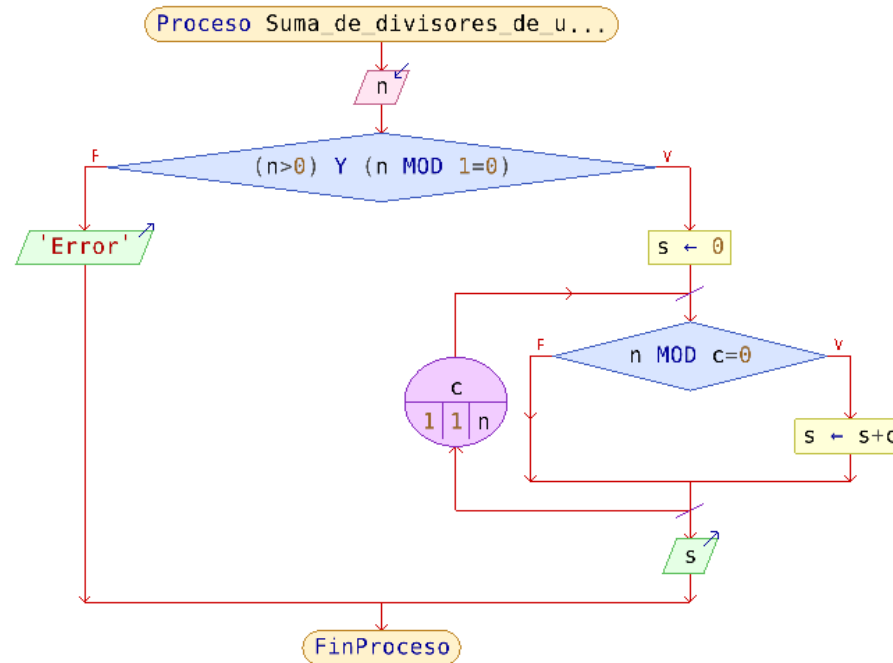 Proceso Suma_de_divisores_de_u...
n
F
(n>0) Y (n MOD 1=0)
V
'Error'
s ← 0
F
n MOD c=0
V
c
1 1 n
s ← s+c
s
FinProceso